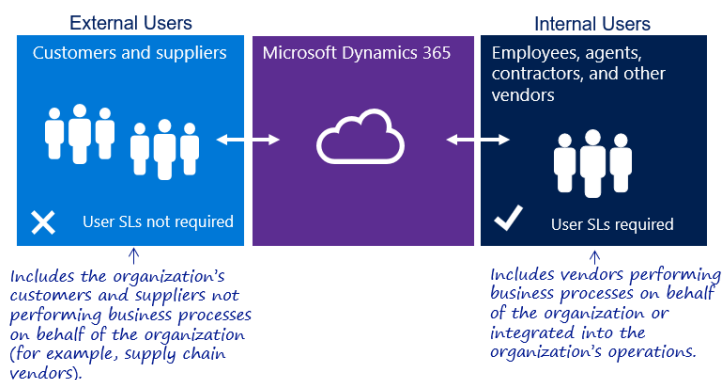 External Users
Internal Users
Customers and suppliers
Microsoft Dynamics 365
Employees, agents,
contractors, and other
vendors
User SLs not required
User SLs required
Includes the organization's
customers and suppliers not
performing business processes
on behalf of the organization
(for example, supply chain
vendors).
Includes vendors performing
business processes on behalf
of the organization or
integrated into the
organization's operations.